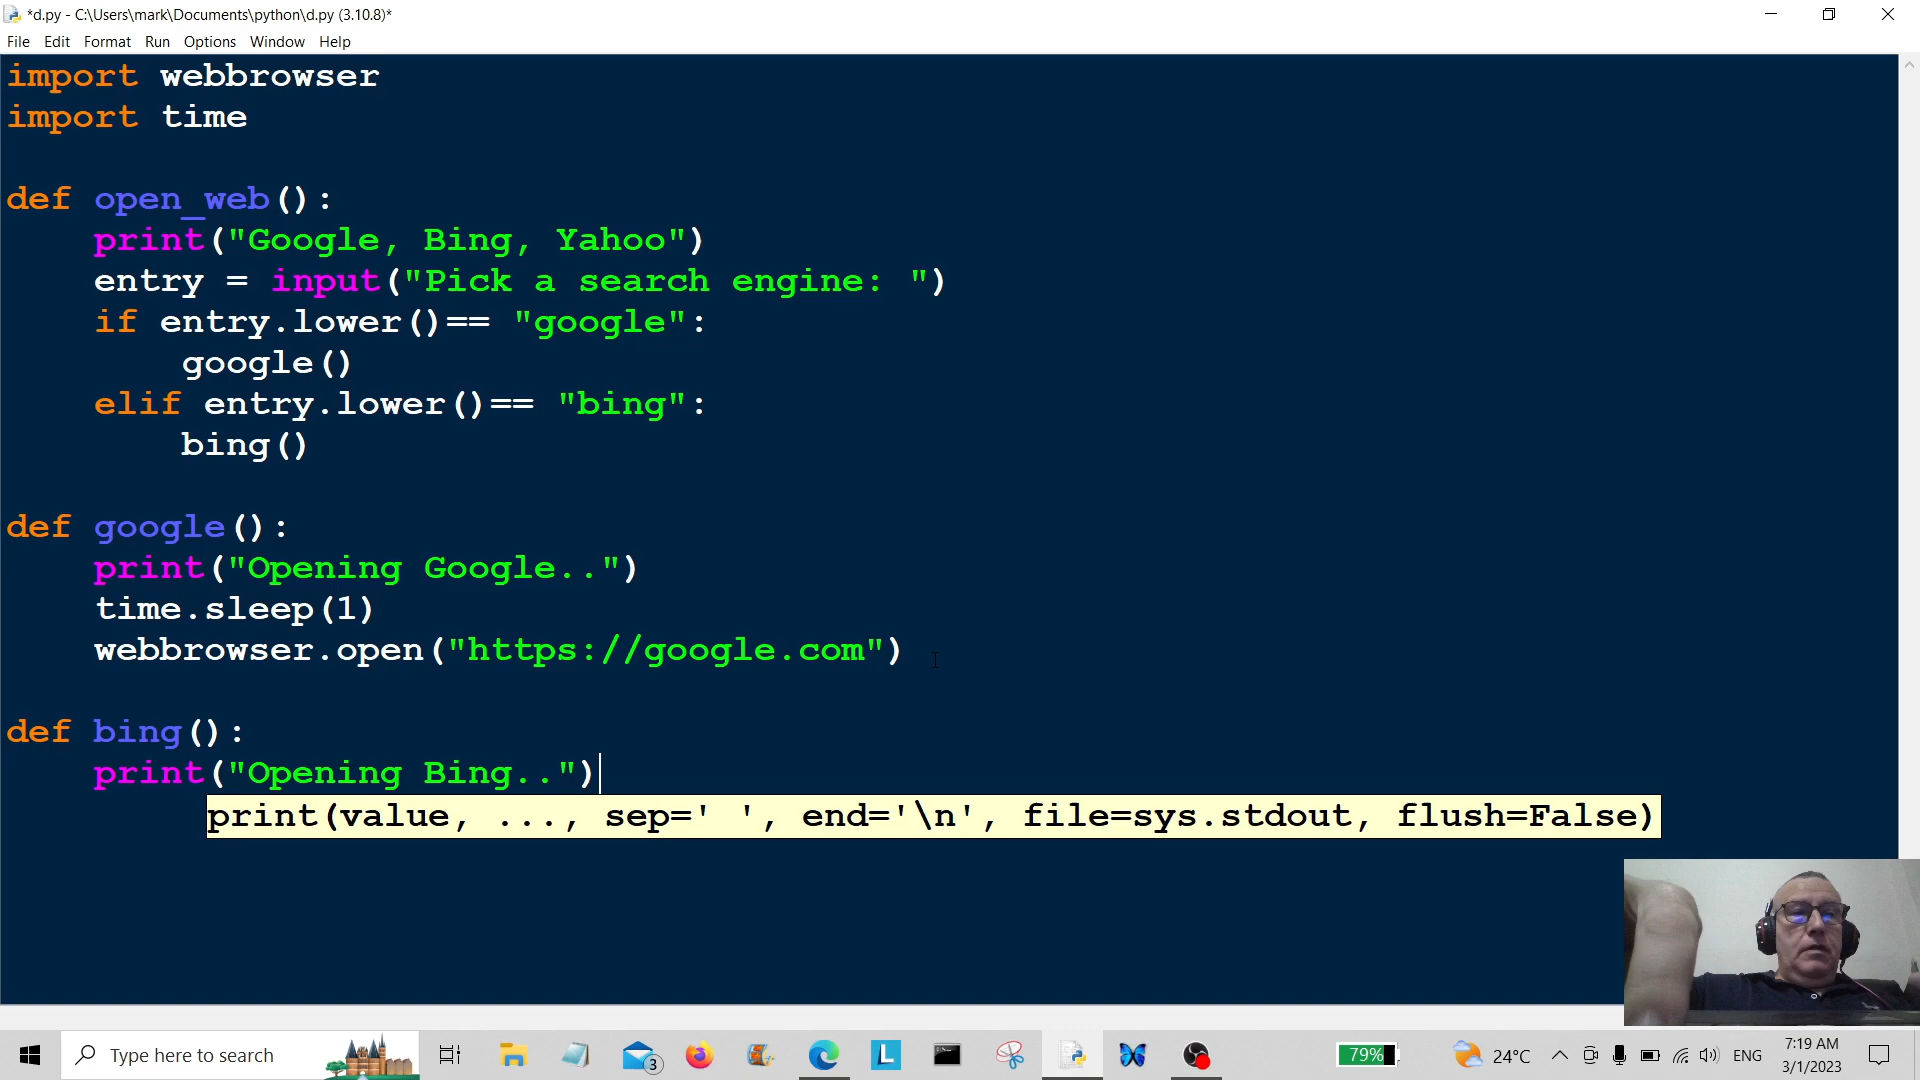 *d.py - C:\Users\mark\Documents\python\d.py (3.10.8)*
File Edit Format Run Options Window Help
import webbrowser
import time
def open_web():
    print("Google, Bing, Yahoo")
    entry = input("Pick a search engine: ")
    if entry.lower()== "google":
        google()
    elif entry.lower()== "bing":
        bing()
def google():
    print("Opening Google..")
    time.sleep(1)
    webbrowser.open("https://google.com")
def bing():
    print("Opening Bing..")
print(value, ..., sep=' ', end='\n', file=sys.stdout, flush=False)
Type here to search
3
L
79%
24°C
ENG
7:19 AM
3/1/2023